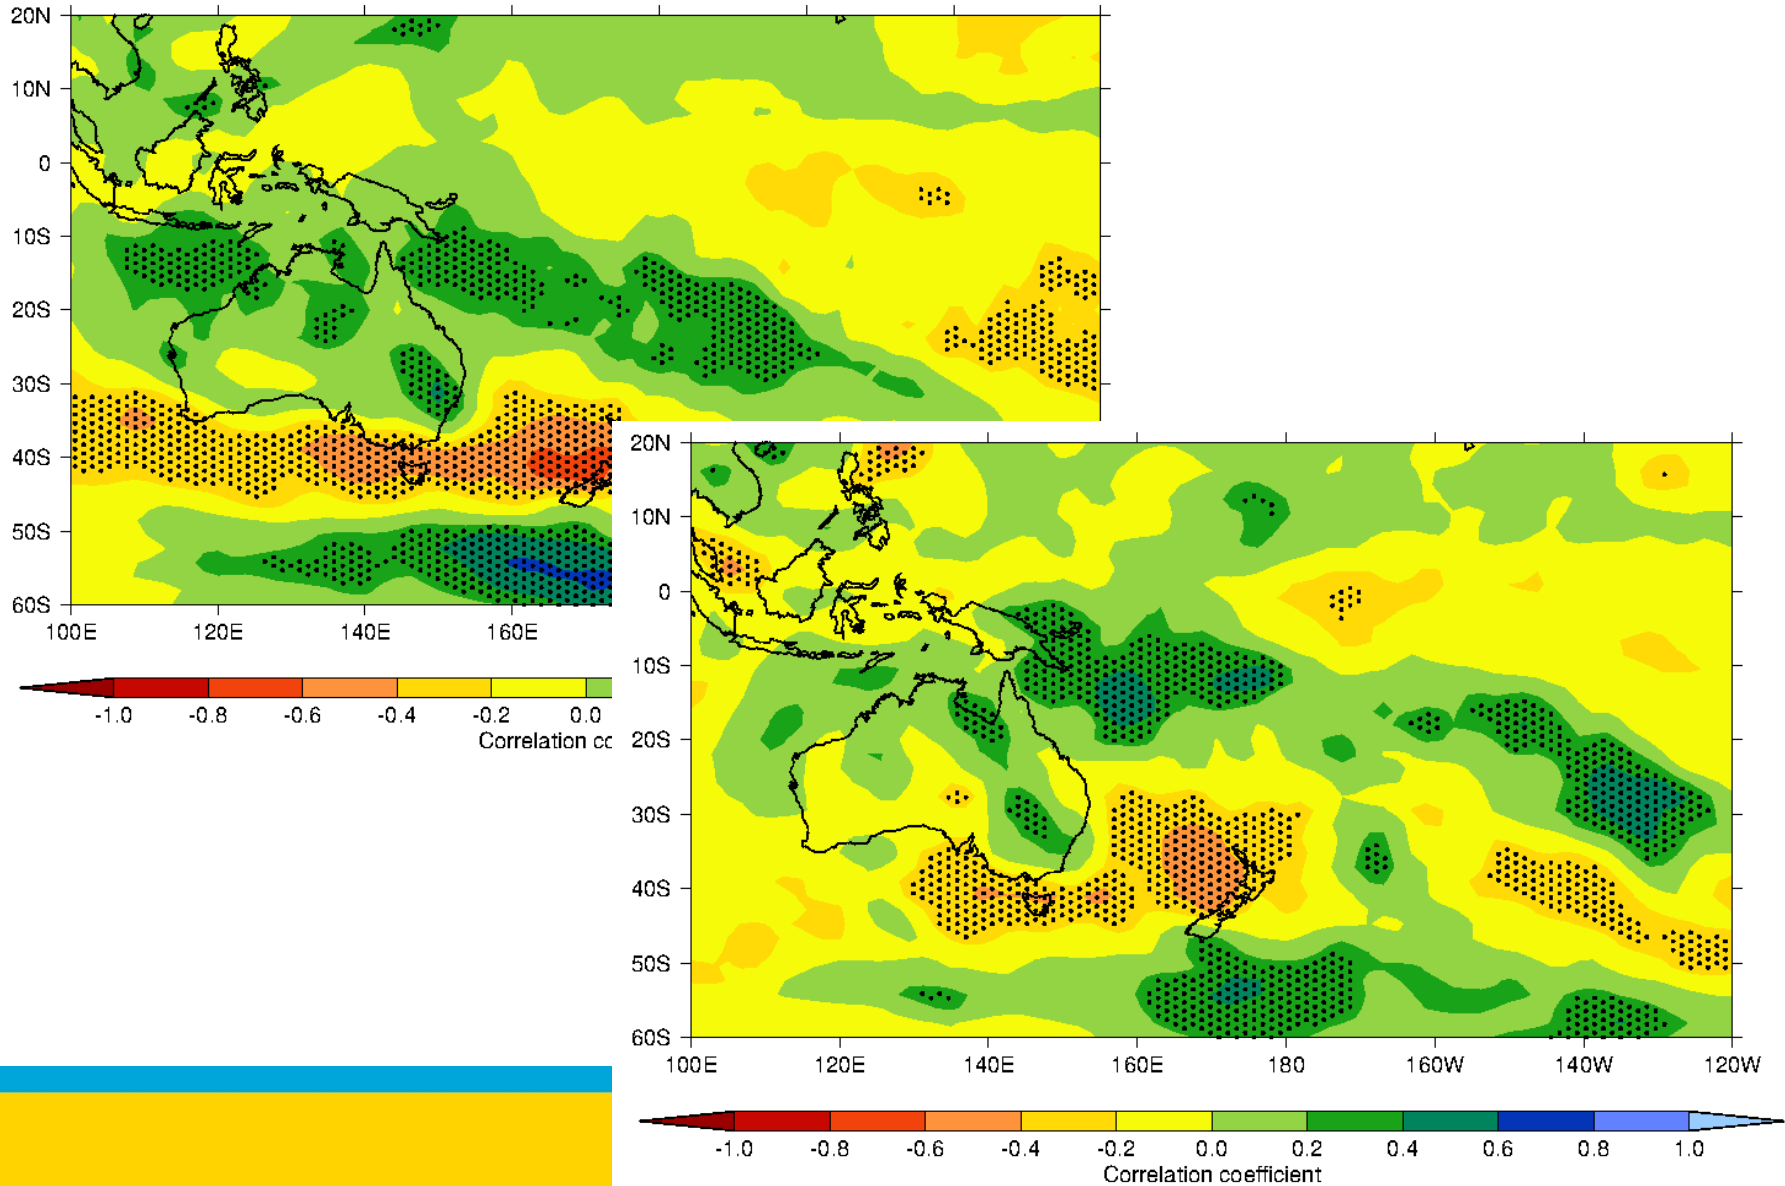 20N
10N
0
10S
20S
30S
40S
50S
60S
100E 120E 140E 160E
-1.0 -0.8 -0.6 -0.4 -0.2 0.0
Correlation co
20N
10N
0
10S
20S
30S
40S
50S
60S
100E 120E 140E 160E 180 160W 140W 120W
-1.0 -0.8 -0.6 -0.4 -0.2 0.0 0.2 0.4 0.6 0.8 1.0
Correlation coefficient